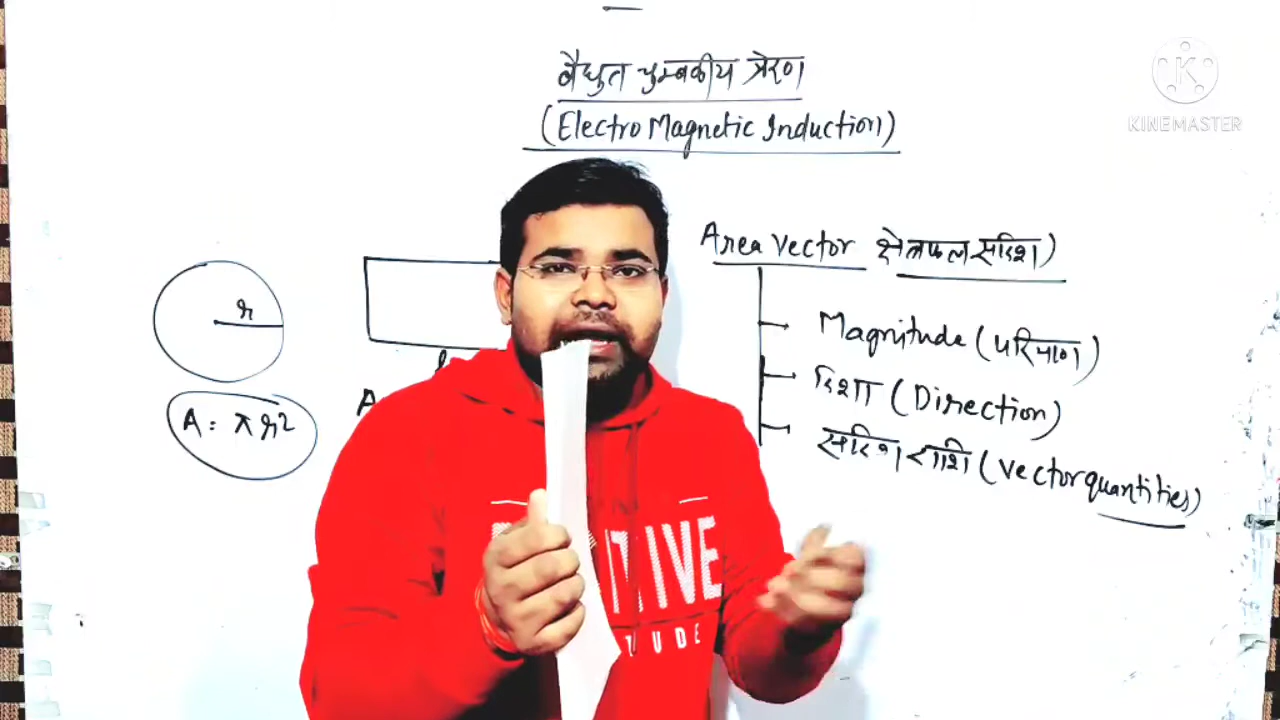 वैद्युत चुम्बकीय प्रेरण
(Electro Magnetic Induction)
KINEMASTER
Area Vector क्षेत्रफल सदिश)
Magnitude (परिमाण)
दिशा (Direction)
सदिश राशि (Vector quantities)
r
A = πr2
A